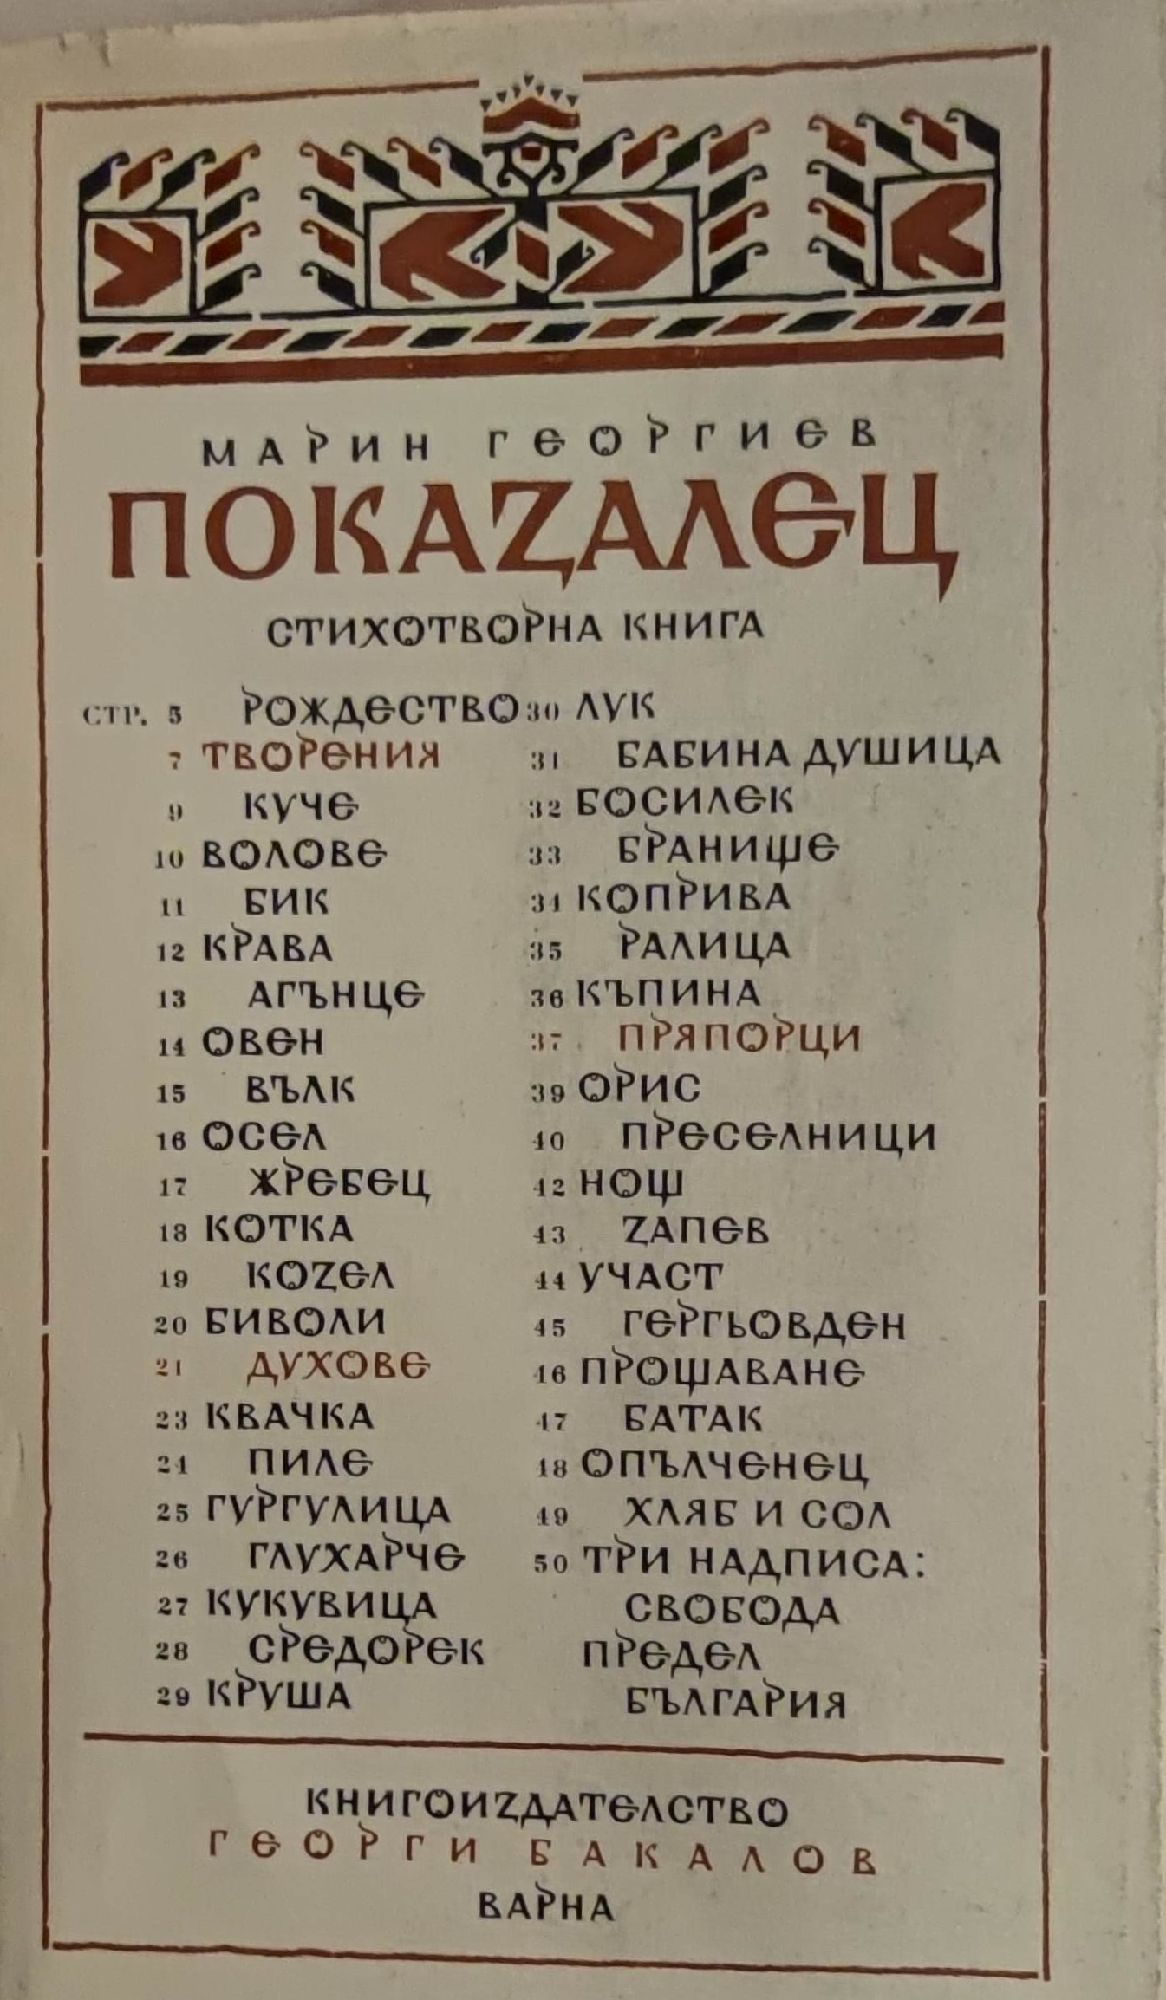 МАРИН ГЕОРГИЕВ
ПОКАZАЛЕЦ
СТИХОТВОРНА КНИГА
СТР. 5 РОЖДЕСТВО
7 ТВОРЕНИЯ
9 КУЧЕ
10 ВОЛОВЕ
11 БИК
12 КРАВА
13 АГЪНЦЕ
14 ОВЕН
15 ВЪЛК
16 ОСЕЛ
17 ЖРЕБЕЦ
18 КОТКА
19 КОZЕЛ
20 БИВОЛИ
21 ДУХОВЕ
23 КВАЧКА
24 ПИЛЕ
25 ГУРГУЛИЦА
26 ГЛУХАРЧЕ
27 КУКУВИЦА
28 СРЕДОРЕК
29 КРУША
30 ЛУК
31 БАБИНА ДУШИЦА
32 БОСИЛЕК
33 БРАНИЩЕ
34 КОПРИВА
35 РАЛИЦА
36 КЪПИНА
37 ПРЯПОРЦИ
39 ОРИС
40 ПРЕСЕЛНИЦИ
42 НОЩ
43 ZАПЕВ
44 УЧАСТ
45 ГЕРГЬОВДЕН
46 ПРОЩАВАНЕ
47 БАТАК
48 ОПЪЛЧЕНЕЦ
49 ХЛЯБ И СОЛ
50 ТРИ НАДПИСА:
СВОБОДА
ПРЕДЕЛ
БЪЛГАРИЯ
КНИГОИZДАТЕЛСТВО
ГЕОРГИ БАКАЛОВ
ВАРНА